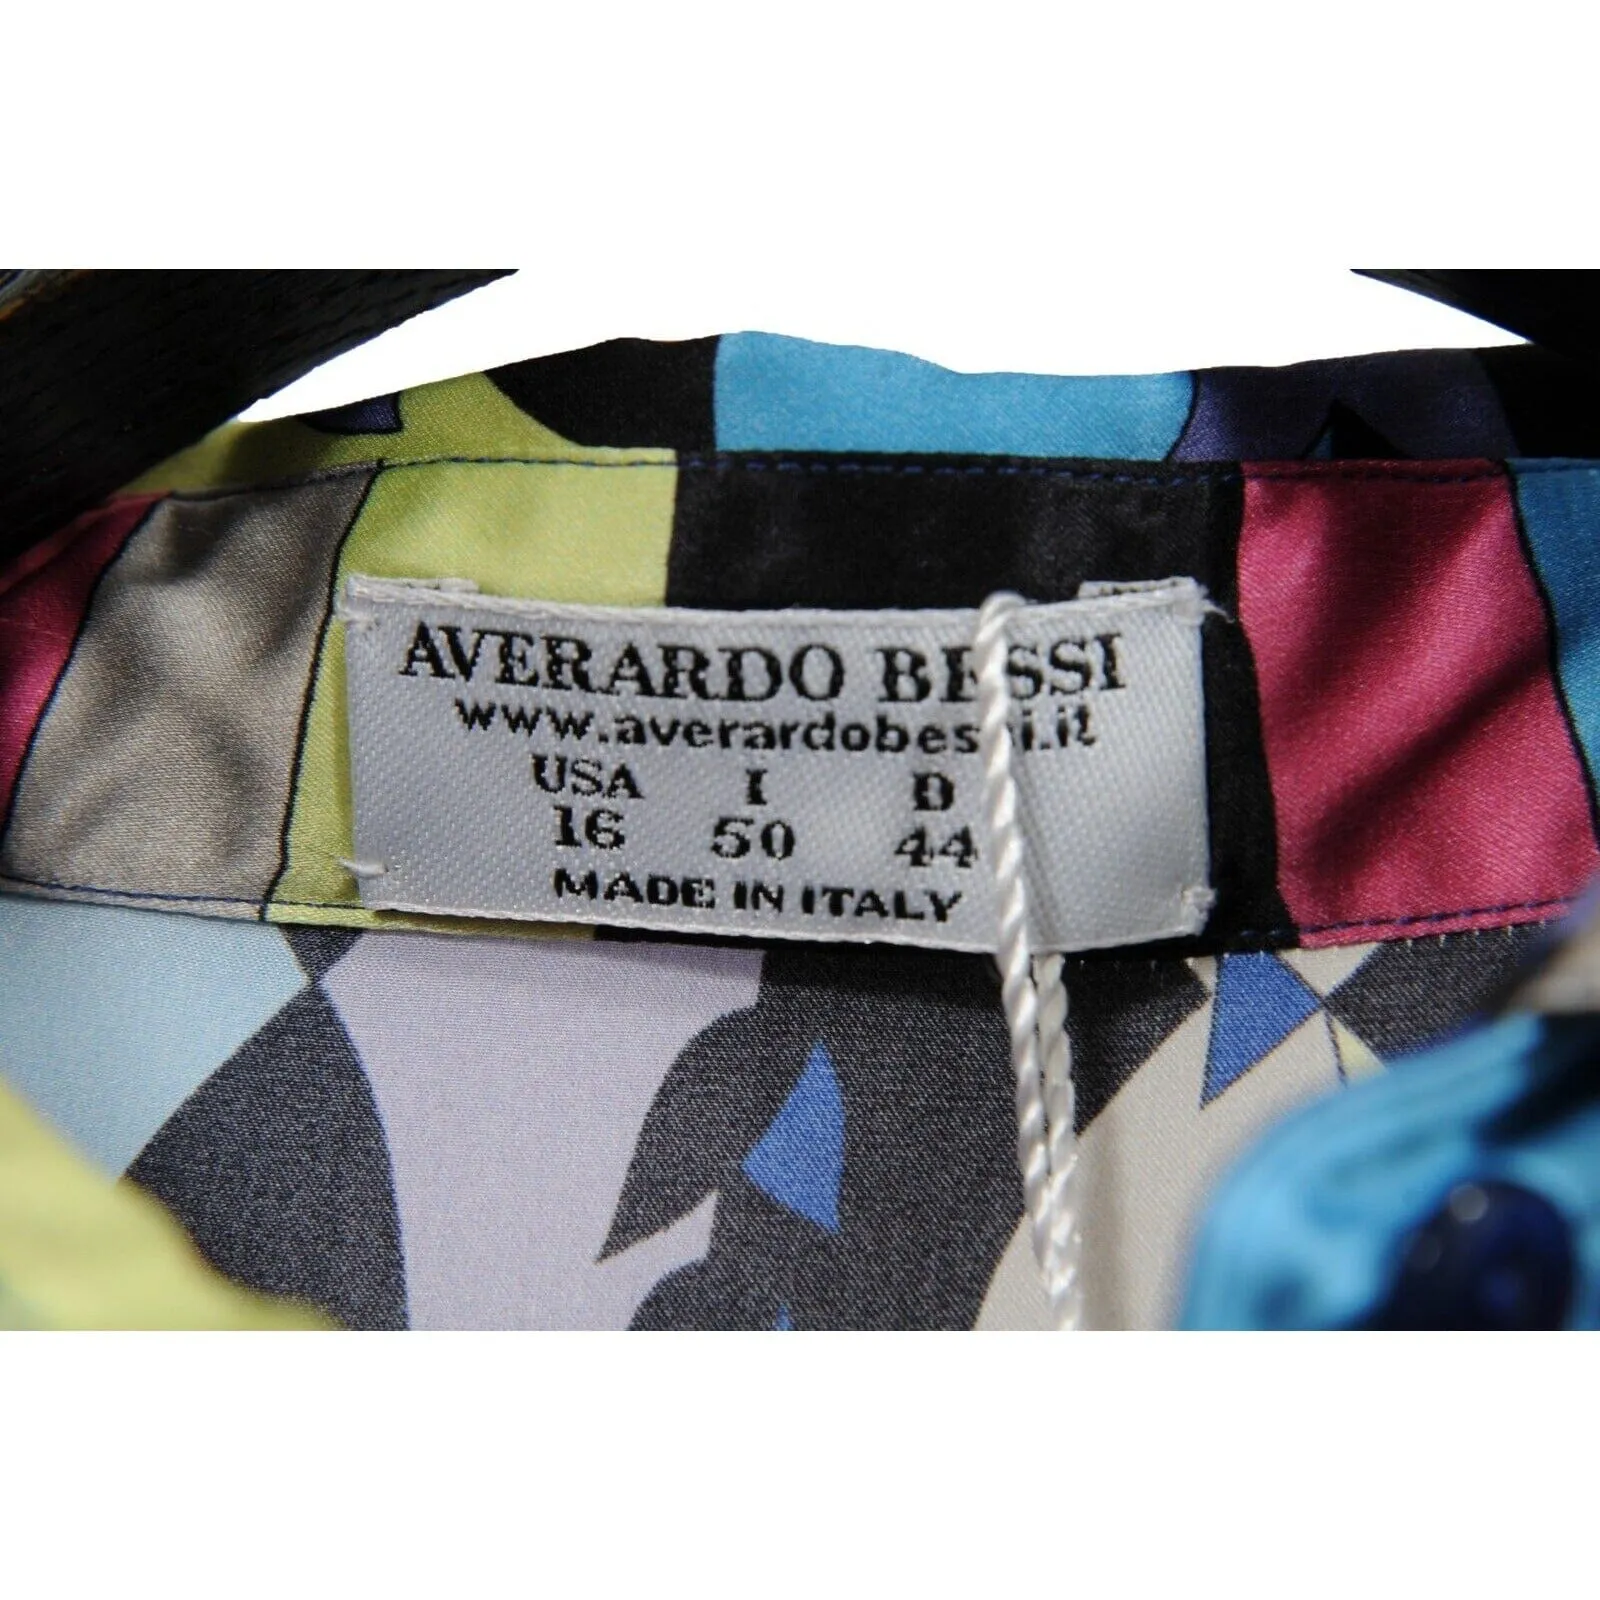 AVERARDO BESSI
www.averardobessi.it
USA I D
16 50 44
MADE IN ITALY